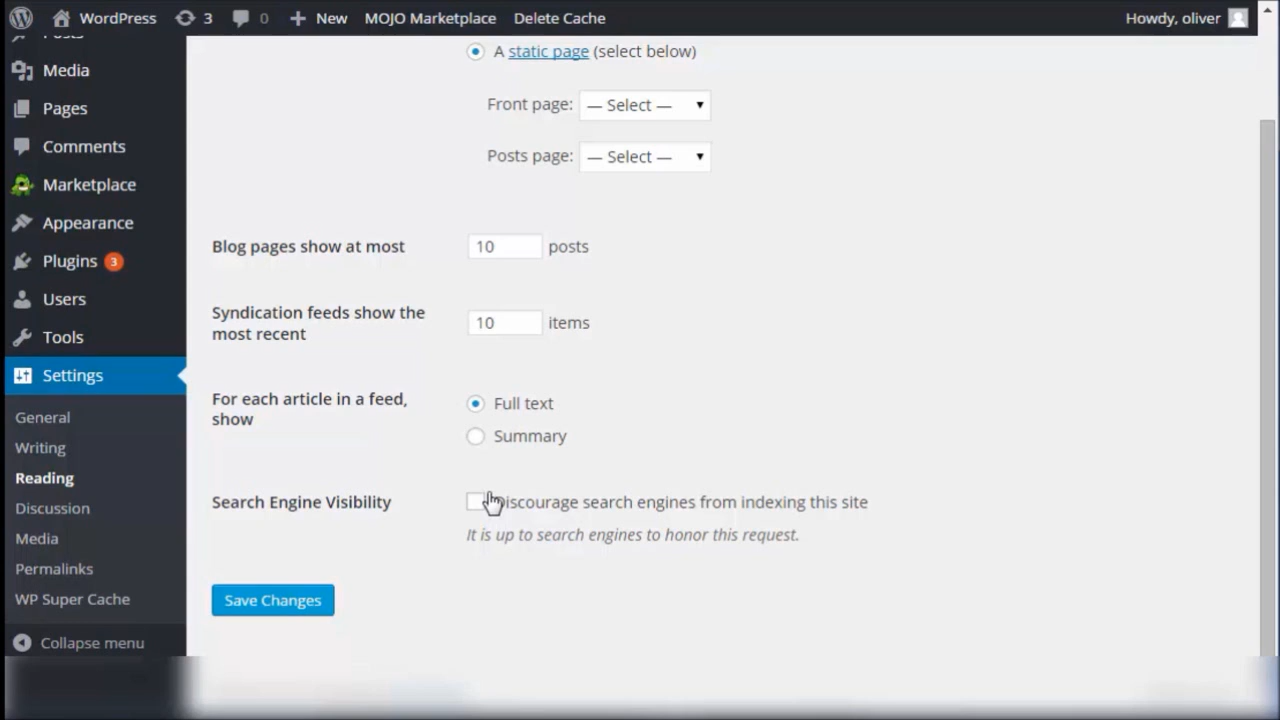 WordPress 3 0 New MOJO Marketplace Delete Cache Howdy, oliver
Posts
Media
Pages
Comments
Marketplace
Appearance
Plugins 3
Users
Tools
Settings
General
Writing
Reading
Discussion
Media
Permalinks
WP Super Cache
Collapse menu
A static page (select below)
Front page: — Select —
Posts page: — Select —
Blog pages show at most 10 posts
Syndication feeds show the
most recent 10 items
For each article in a feed,
show
Full text
Summary
Search Engine Visibility Discourage search engines from indexing this site
It is up to search engines to honor this request.
Save Changes